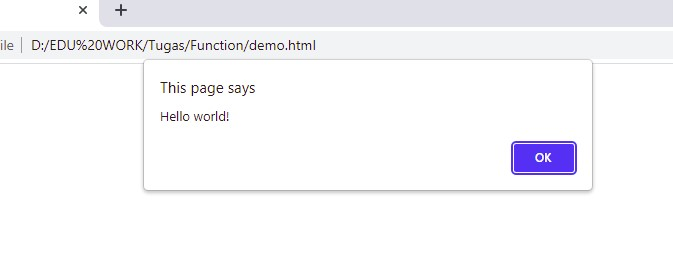 ile D:/EDU%20WORK/Tugas/Function/demo.html
This page says
Hello world!
OK